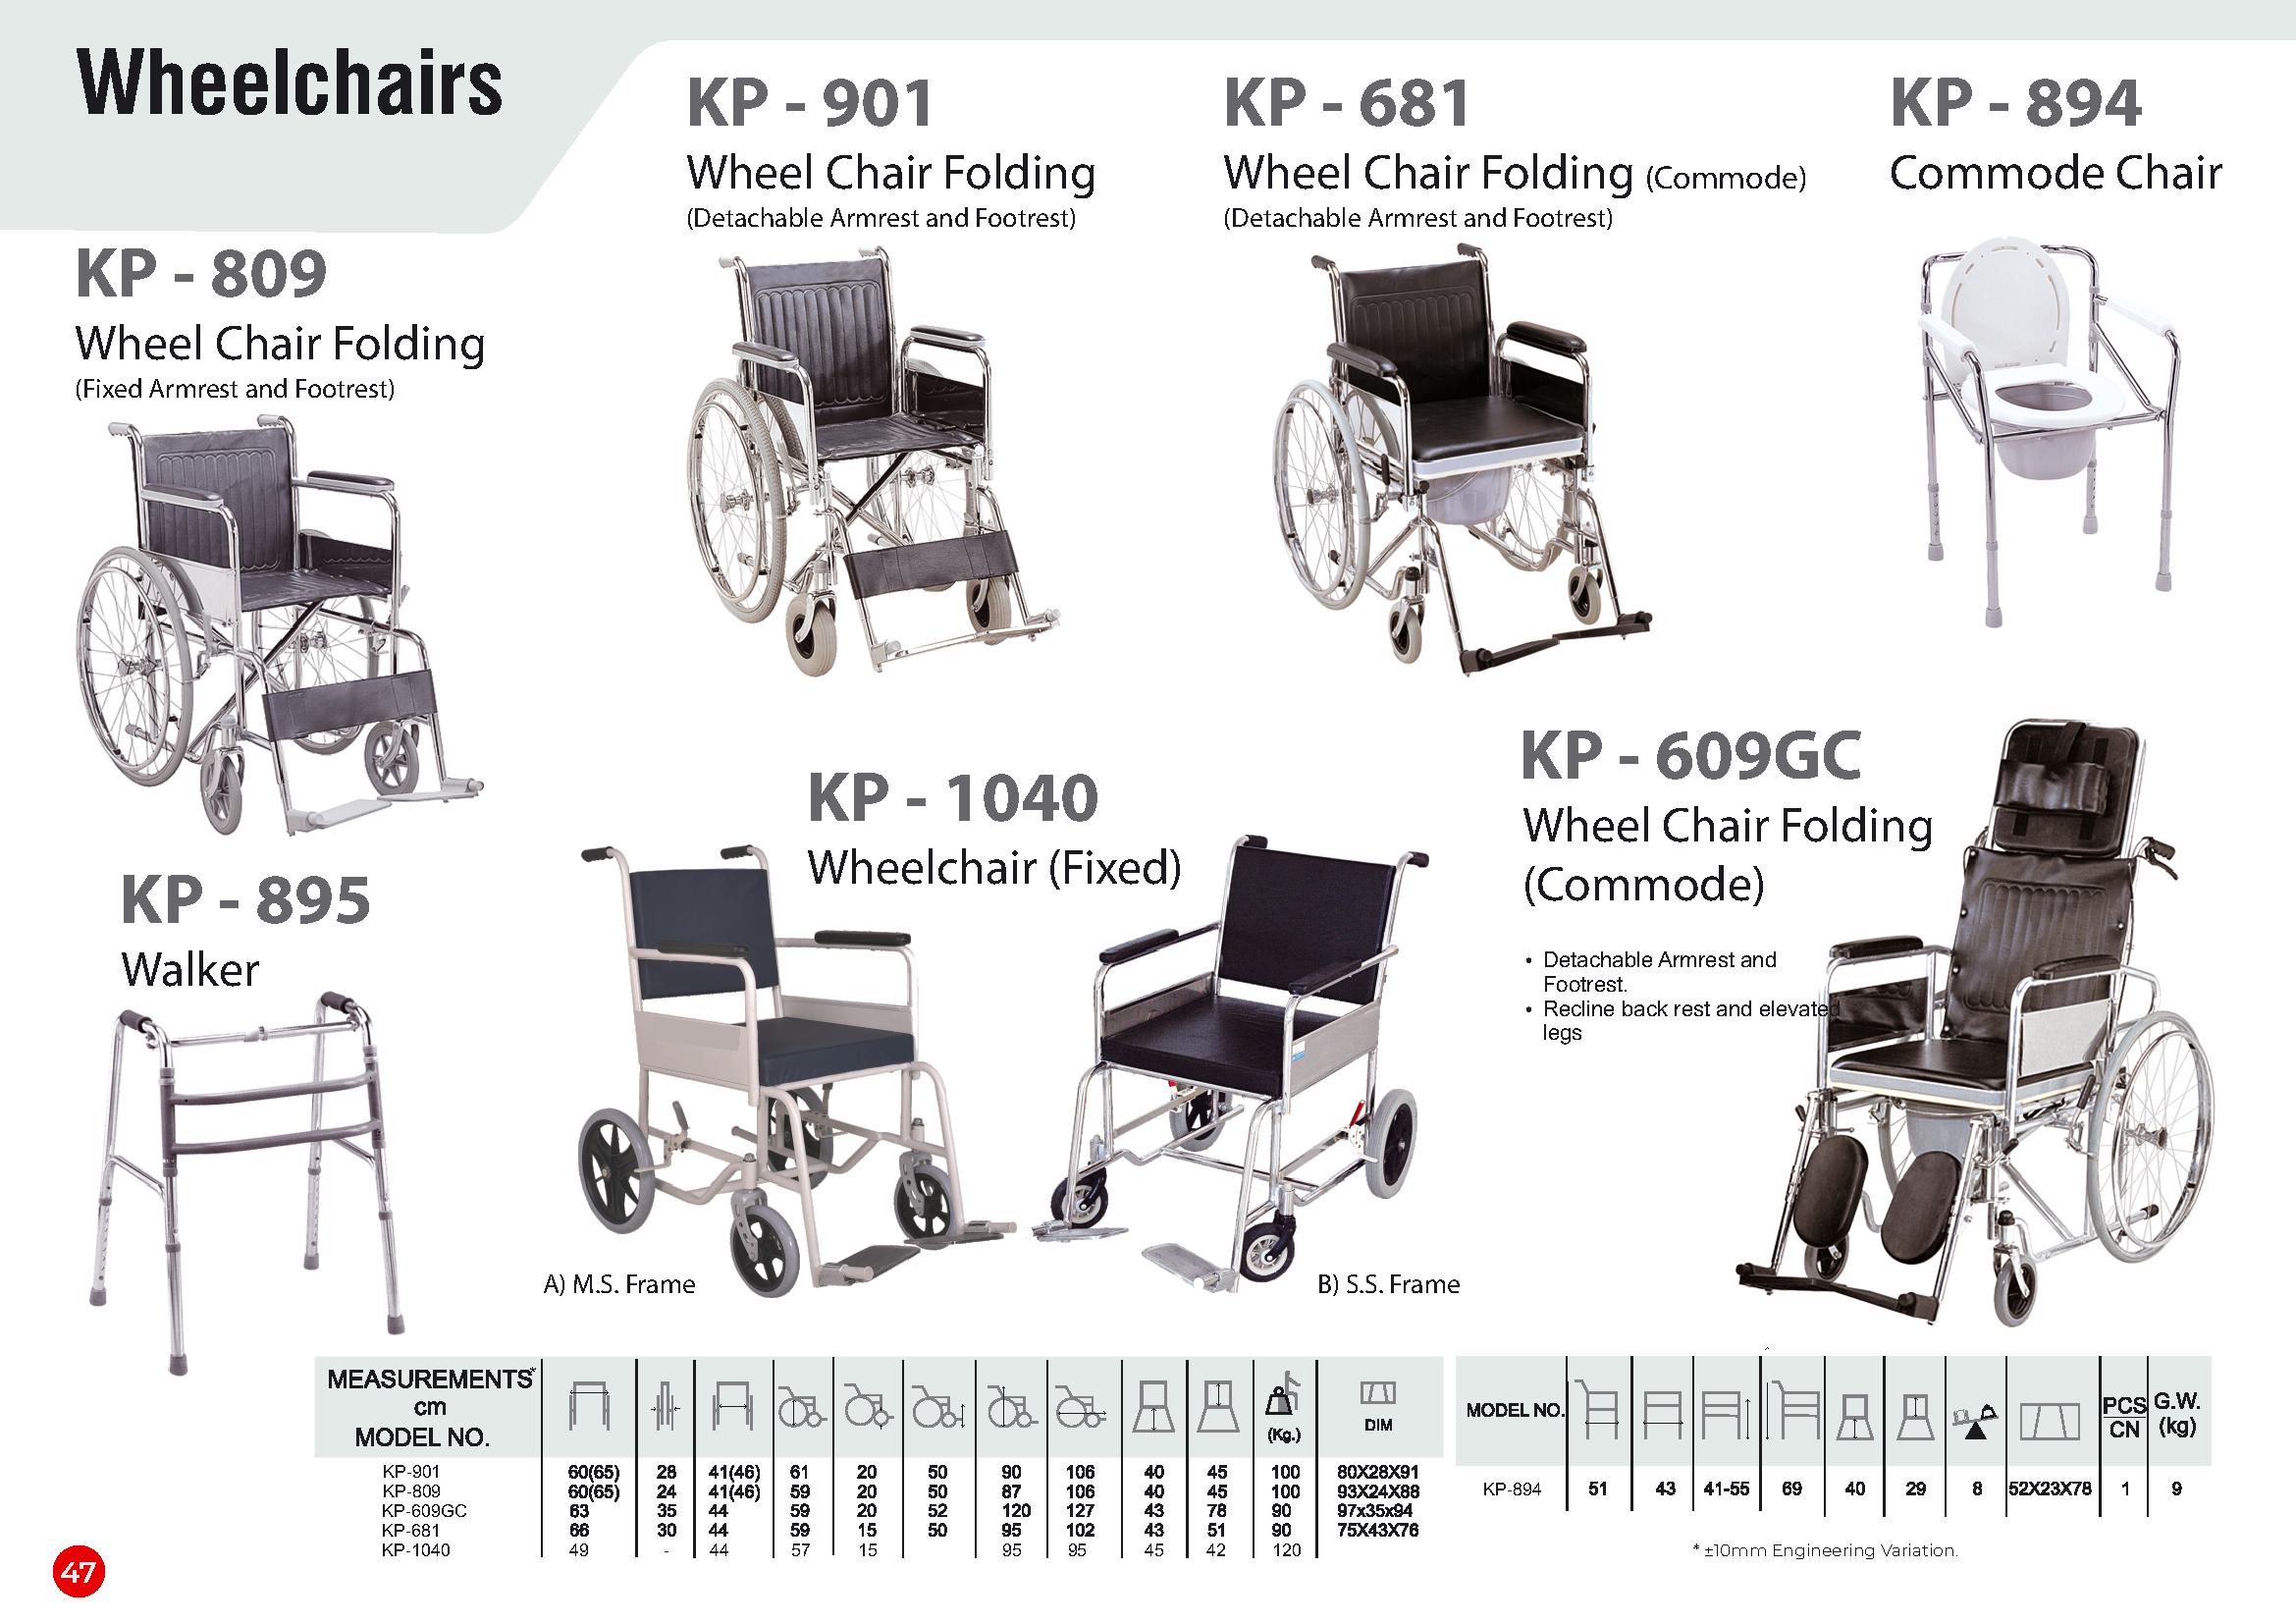 Wheelchairs
KP - 901
Wheel Chair Folding
(Detachable Armrest and Footrest)
KP - 681
Wheel Chair Folding (Commode)
(Detachable Armrest and Footrest)
KP - 894
Commode Chair
KP - 809
Wheel Chair Folding
(Fixed Armrest and Footrest)
KP - 1040
Wheelchair (Fixed)
A) M.S. Frame
B) S.S. Frame
KP - 609GC
Wheel Chair Folding
(Commode)
• Detachable Armrest and
Footrest.
• Recline back rest and elevated
legs
KP - 895
Walker
MEASUREMENTS*
cm
MODEL NO.
(Kg.)
DIM
KP-901 60(65) 28 41(46) 61 20 50 90 106 40 45 100 80X28X91
KP-809 60(65) 24 41(46) 59 20 50 87 106 40 45 100 93X24X88
KP-609GC 63 35 44 59 20 52 120 127 43 78 90 97x35x94
KP-681 66 30 44 59 15 50 95 102 43 51 90 75X43X76
KP-1040 49 - 44 57 15 95 95 45 42 120
MODEL NO.
PCS
CN
G.W.
(kg)
KP-894 51 43 41-55 69 40 29 8 52X23X78 1 9
* ±10mm Engineering Variation.
47